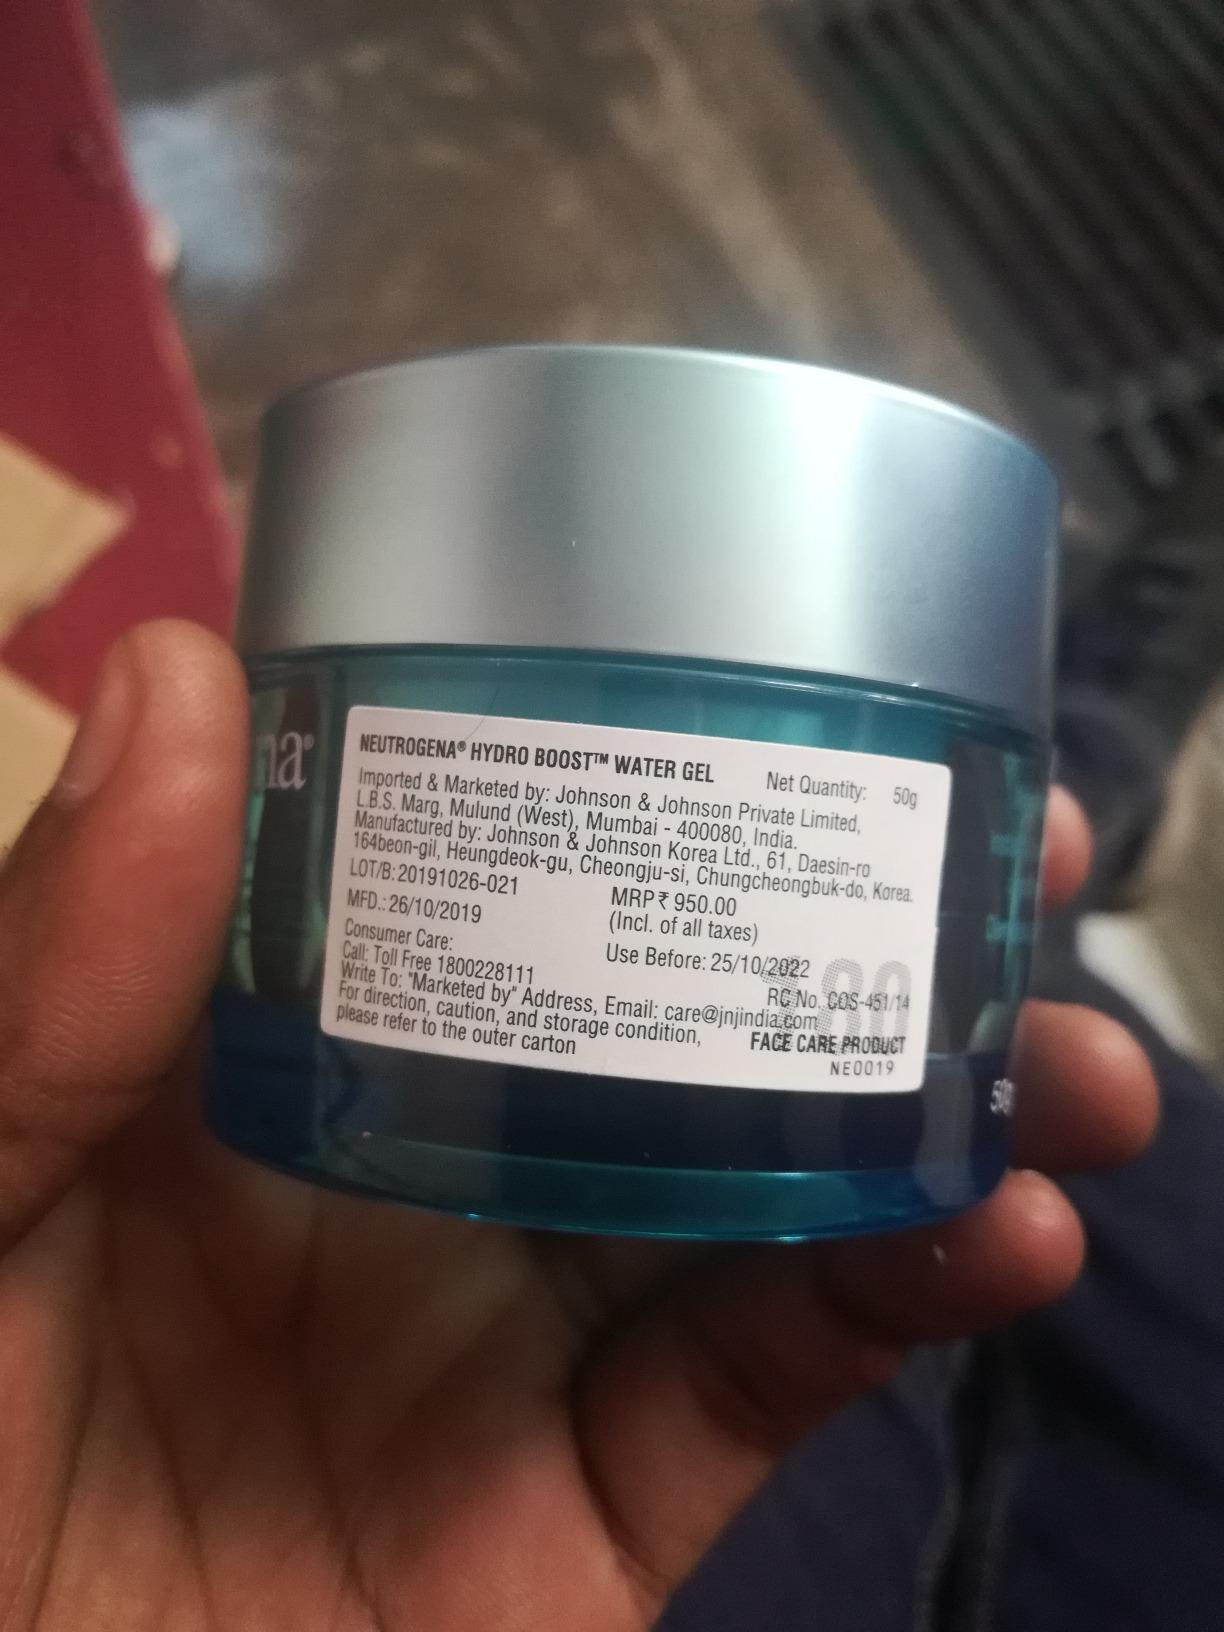 na®
NEUTROGENA® HYDRO BOOST™ WATER GEL
Net Quantity: 50g
Imported & Marketed by: Johnson & Johnson Private Limited,
L.B.S. Marg, Mulund (West), Mumbai - 400080, India.
Manufactured by: Johnson & Johnson Korea Ltd., 61, Daesin-ro
164beon-gil, Heungdeok-gu, Cheongju-si, Chungcheongbuk-do, Korea.
LOT/B: 20191026-021
MRP ₹ 950.00
MFD.: 26/10/2019
(Incl. of all taxes)
Consumer Care:
Use Before: 25/10/2022
Call: Toll Free 1800228111
RC No. COS-451/14
Write To: "Marketed by" Address, Email: care@jnjindia.com
For direction, caution, and storage condition,
FACE CARE PRODUCT
please refer to the outer carton
NE0019